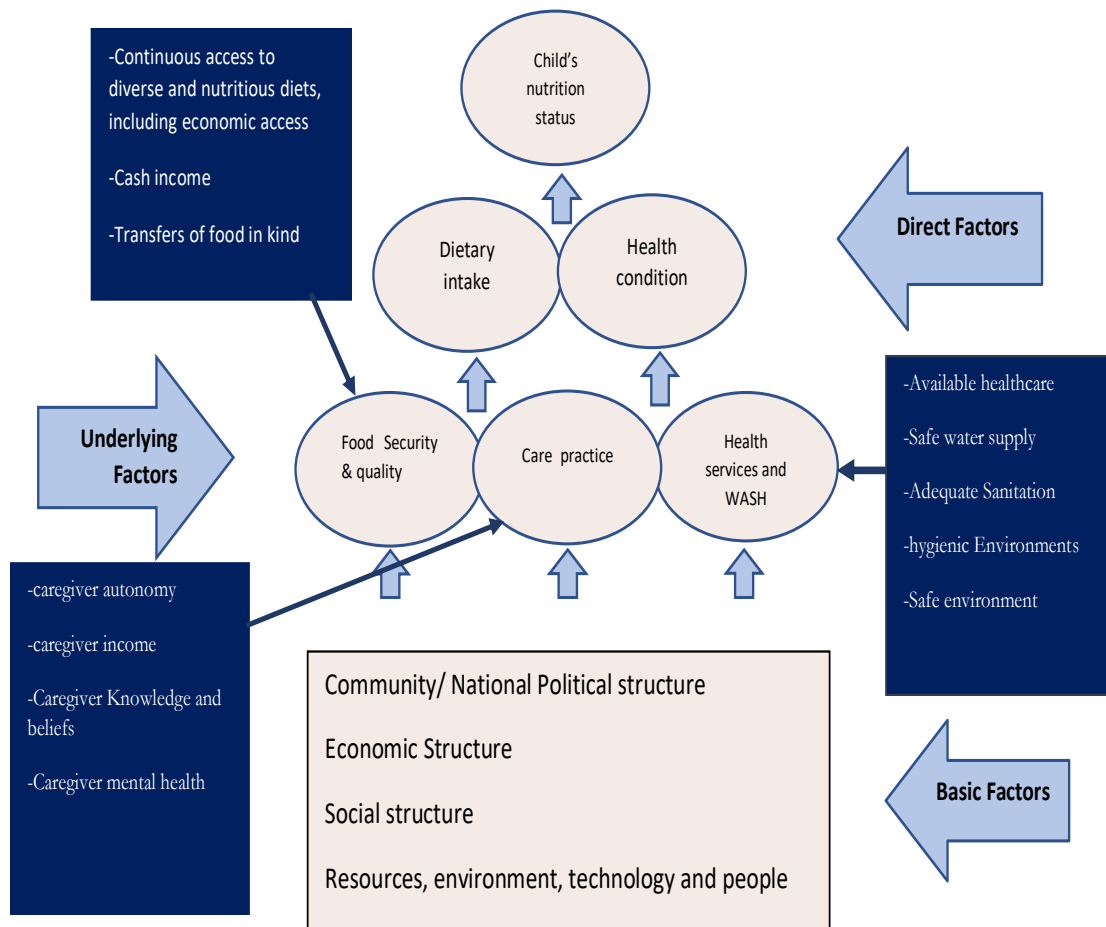 -Continuous access to
diverse and nutritious diets,
including economic access
-Cash income
-Transfers of food in kind
Child's
nutrition
status
Dietary
intake
Health
condition
Direct Factors
Underlying
Factors
Food Security
& quality
Care practice
Health
services and
WASH
-Available healthcare
-Safe water supply
-Adequate Sanitation
-hygienic Environments
-Safe environment
-caregiver autonomy
-caregiver income
-Caregiver Knowledge and
beliefs
-Caregiver mental health
Community/ National Political structure
Economic Structure
Social structure
Resources, environment, technology and people
Basic Factors